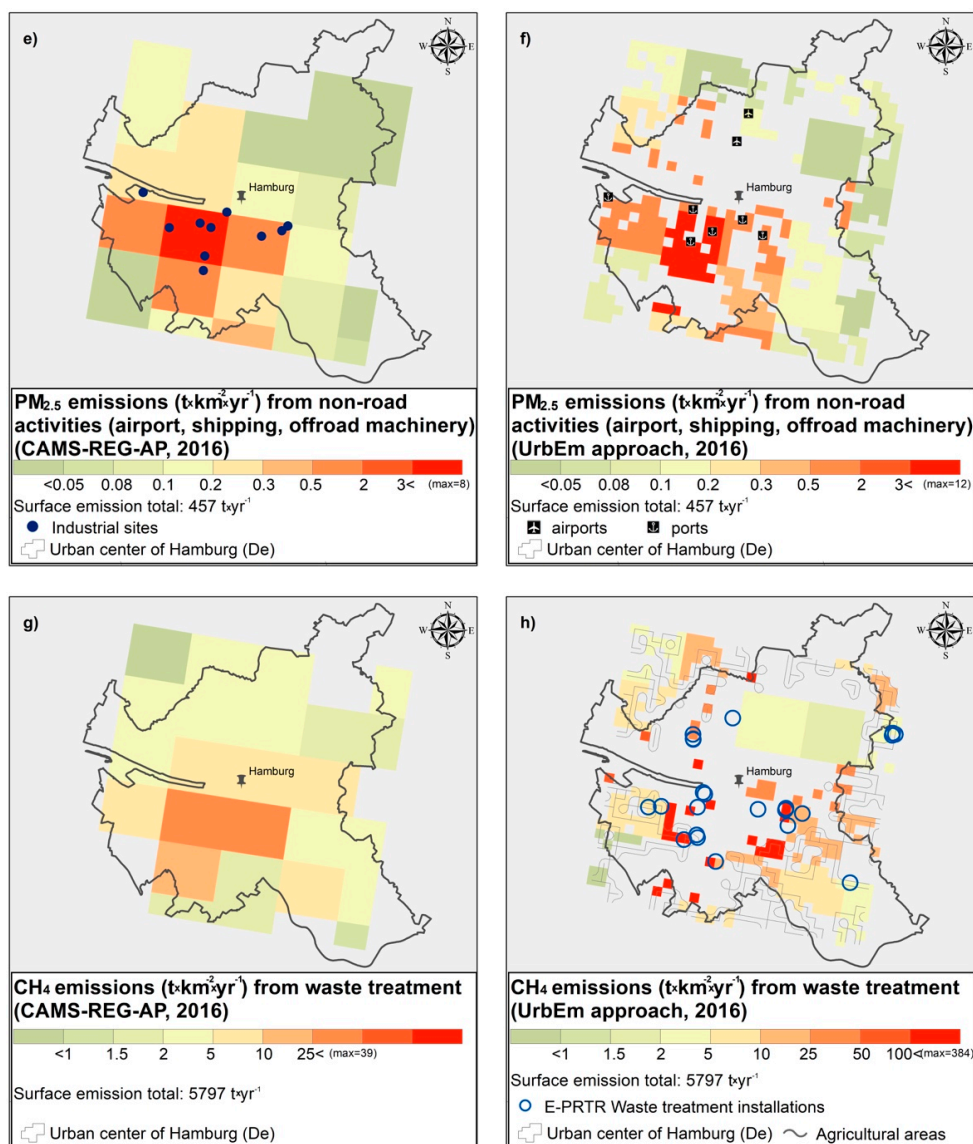 e)
N
W E
S
Hamburg
PM2.5 emissions (t×km-2×yr-1) from non-road
activities (airport, shipping, offroad machinery)
(CAMS-REG-AP, 2016)
<0.05 0.08 0.1 0.2 0.3 0.5 2 3< (max=8)
Surface emission total: 457 t×yr-1
Industrial sites
Urban center of Hamburg (De)
f)
N
W E
S
Hamburg
PM2.5 emissions (t×km-2×yr-1) from non-road
activities (airport, shipping, offroad machinery)
(UrbEm approach, 2016)
<0.05 0.08 0.1 0.2 0.3 0.5 2 3< (max=12)
Surface emission total: 457 t×yr-1
airports ports
Urban center of Hamburg (De)
g)
N
W E
S
Hamburg
CH4 emissions (t×km-2×yr-1) from waste treatment
(CAMS-REG-AP, 2016)
<1 1.5 2 5 10 25< (max=39)
Surface emission total: 5797 t×yr-1
Urban center of Hamburg (De)
h)
N
W E
S
Hamburg
CH4 emissions (t×km-2×yr-1) from waste treatment
(UrbEm approach, 2016)
<1 1.5 2 5 10 25 50 100< (max=384)
Surface emission total: 5797 t×yr-1
E-PRTR Waste treatment installations
Urban center of Hamburg (De) Agricultural areas